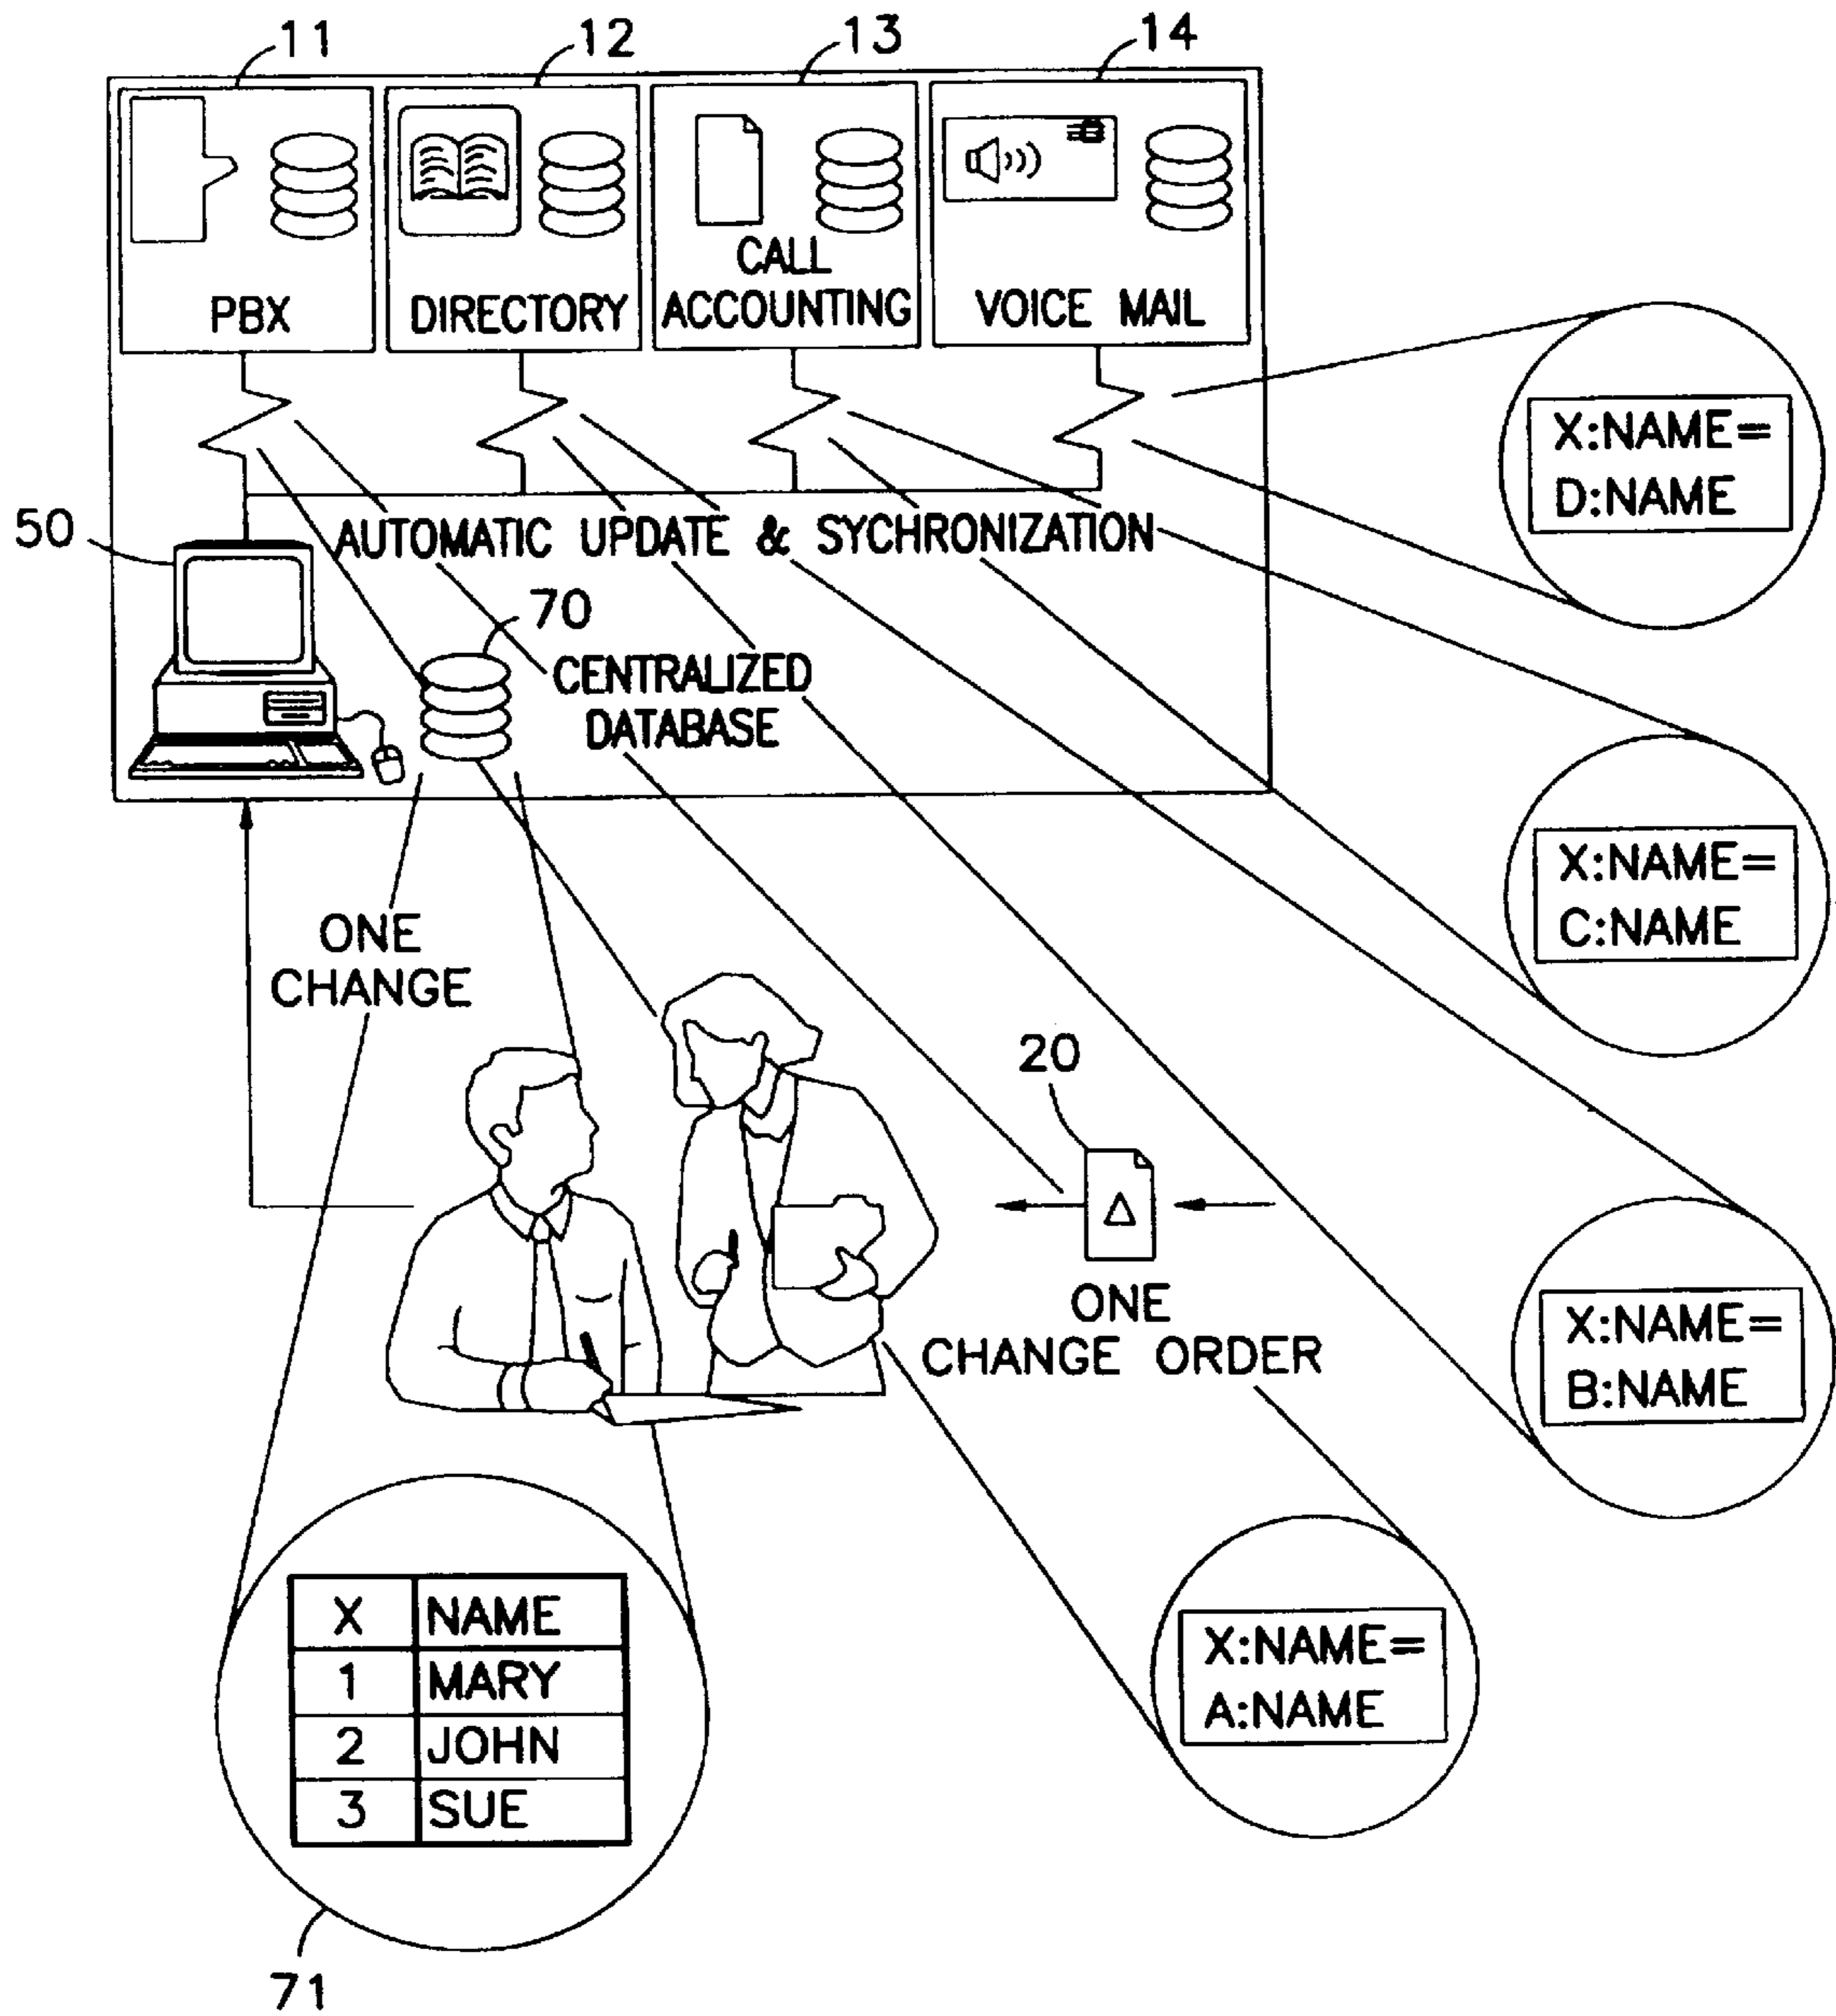 11
12
13
14
PBX
DIRECTORY
CALL
ACCOUNTING
VOICE MAIL
X:NAME=
D:NAME
50
AUTOMATIC UPDATE & SYCHRONIZATION
70
CENTRALIZED
DATABASE
X:NAME=
C:NAME
ONE
CHANGE
20
Δ
ONE
CHANGE ORDER
X:NAME=
B:NAME
X NAME
1 MARY
2 JOHN
3 SUE
X:NAME=
A:NAME
71